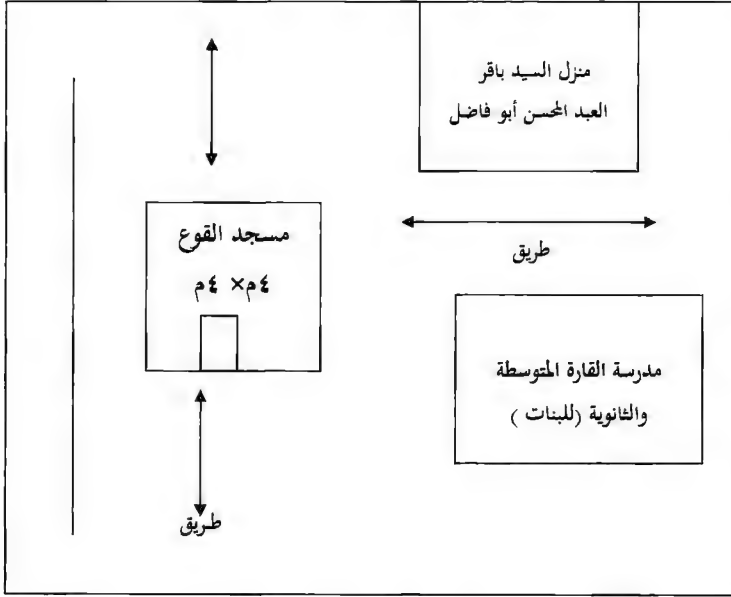 منزل السيد باقر
العبد المحسن أبو فاضل
مسجد القوع
٤م× ٤م
طريق
مدرسة القارة المتوسطة
والثانوية (للبنات )
طريق